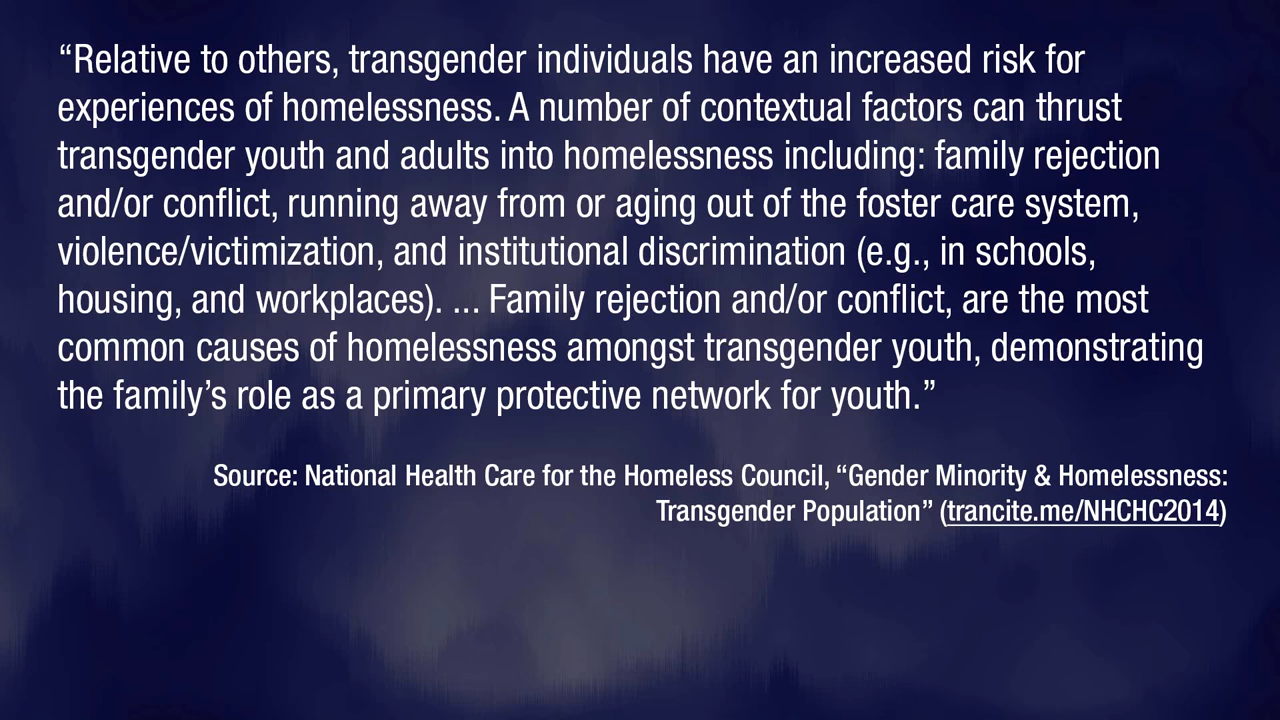 “Relative to others, transgender individuals have an increased risk for
experiences of homelessness. A number of contextual factors can thrust
transgender youth and adults into homelessness including: family rejection
and/or conflict, running away from or aging out of the foster care system,
violence/victimization, and institutional discrimination (e.g., in schools,
housing, and workplaces). ... Family rejection and/or conflict, are the most
common causes of homelessness amongst transgender youth, demonstrating
the family’s role as a primary protective network for youth.”
Source: National Health Care for the Homeless Council, “Gender Minority & Homelessness:
Transgender Population” (trancite.me/NHCHC2014)